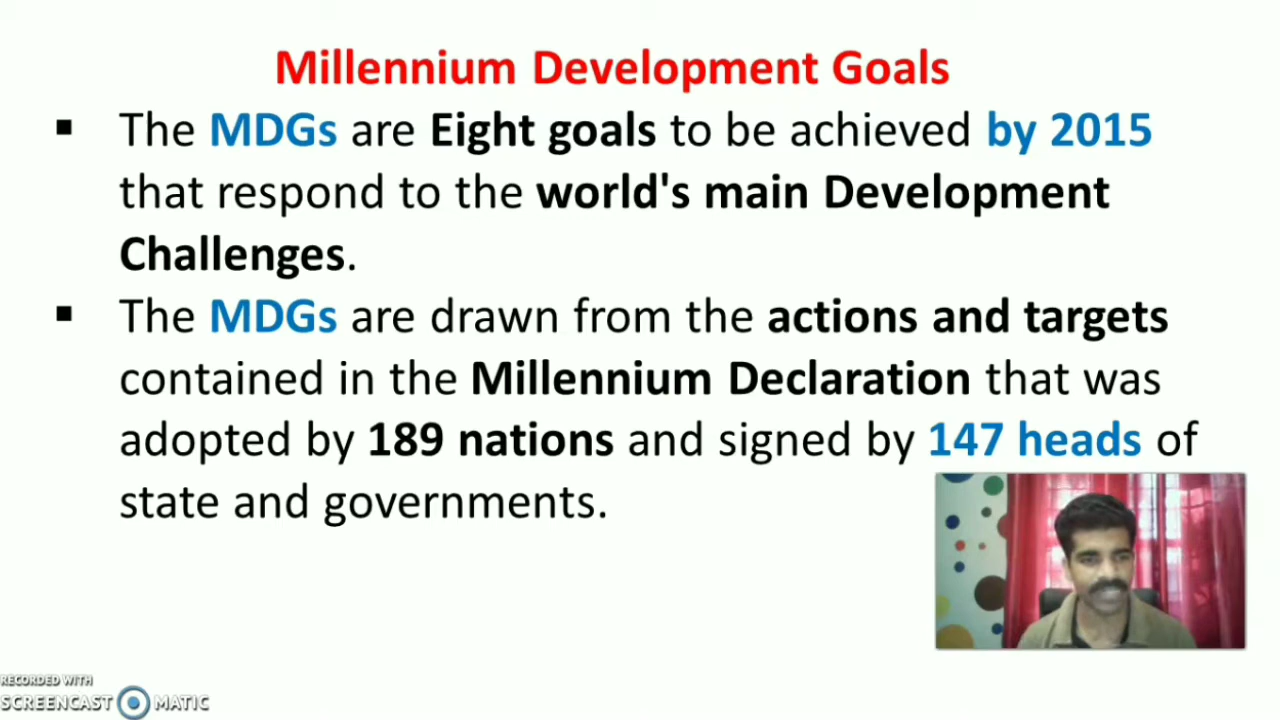 Millennium Development Goals
▪ The MDGs are Eight goals to be achieved by 2015
that respond to the world's main Development
Challenges.
▪ The MDGs are drawn from the actions and targets
contained in the Millennium Declaration that was
adopted by 189 nations and signed by 147 heads of
state and governments.
RECORDED WITH
SCREENCAST MATIC